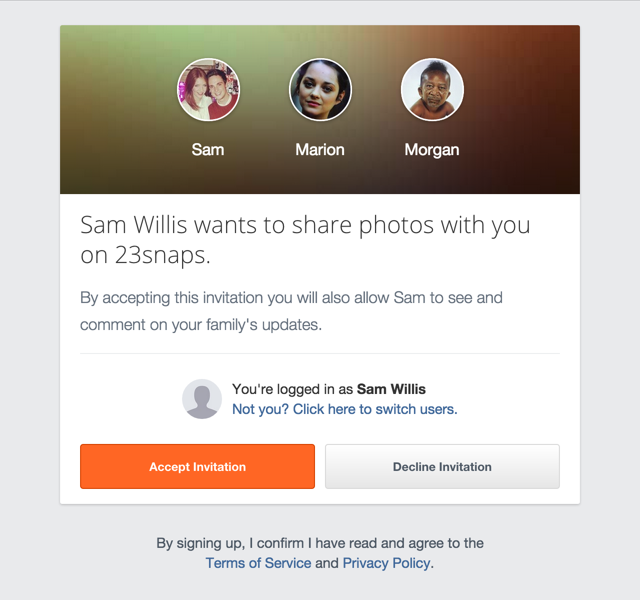 Sam Marion Morgan
Sam Willis wants to share photos with you
on 23snaps.
By accepting this invitation you will also allow Sam to see and
comment on your family's updates.
You're logged in as Sam Willis
Not you? Click here to switch users.
Accept Invitation Decline Invitation
By signing up, I confirm I have read and agree to the
Terms of Service and Privacy Policy.